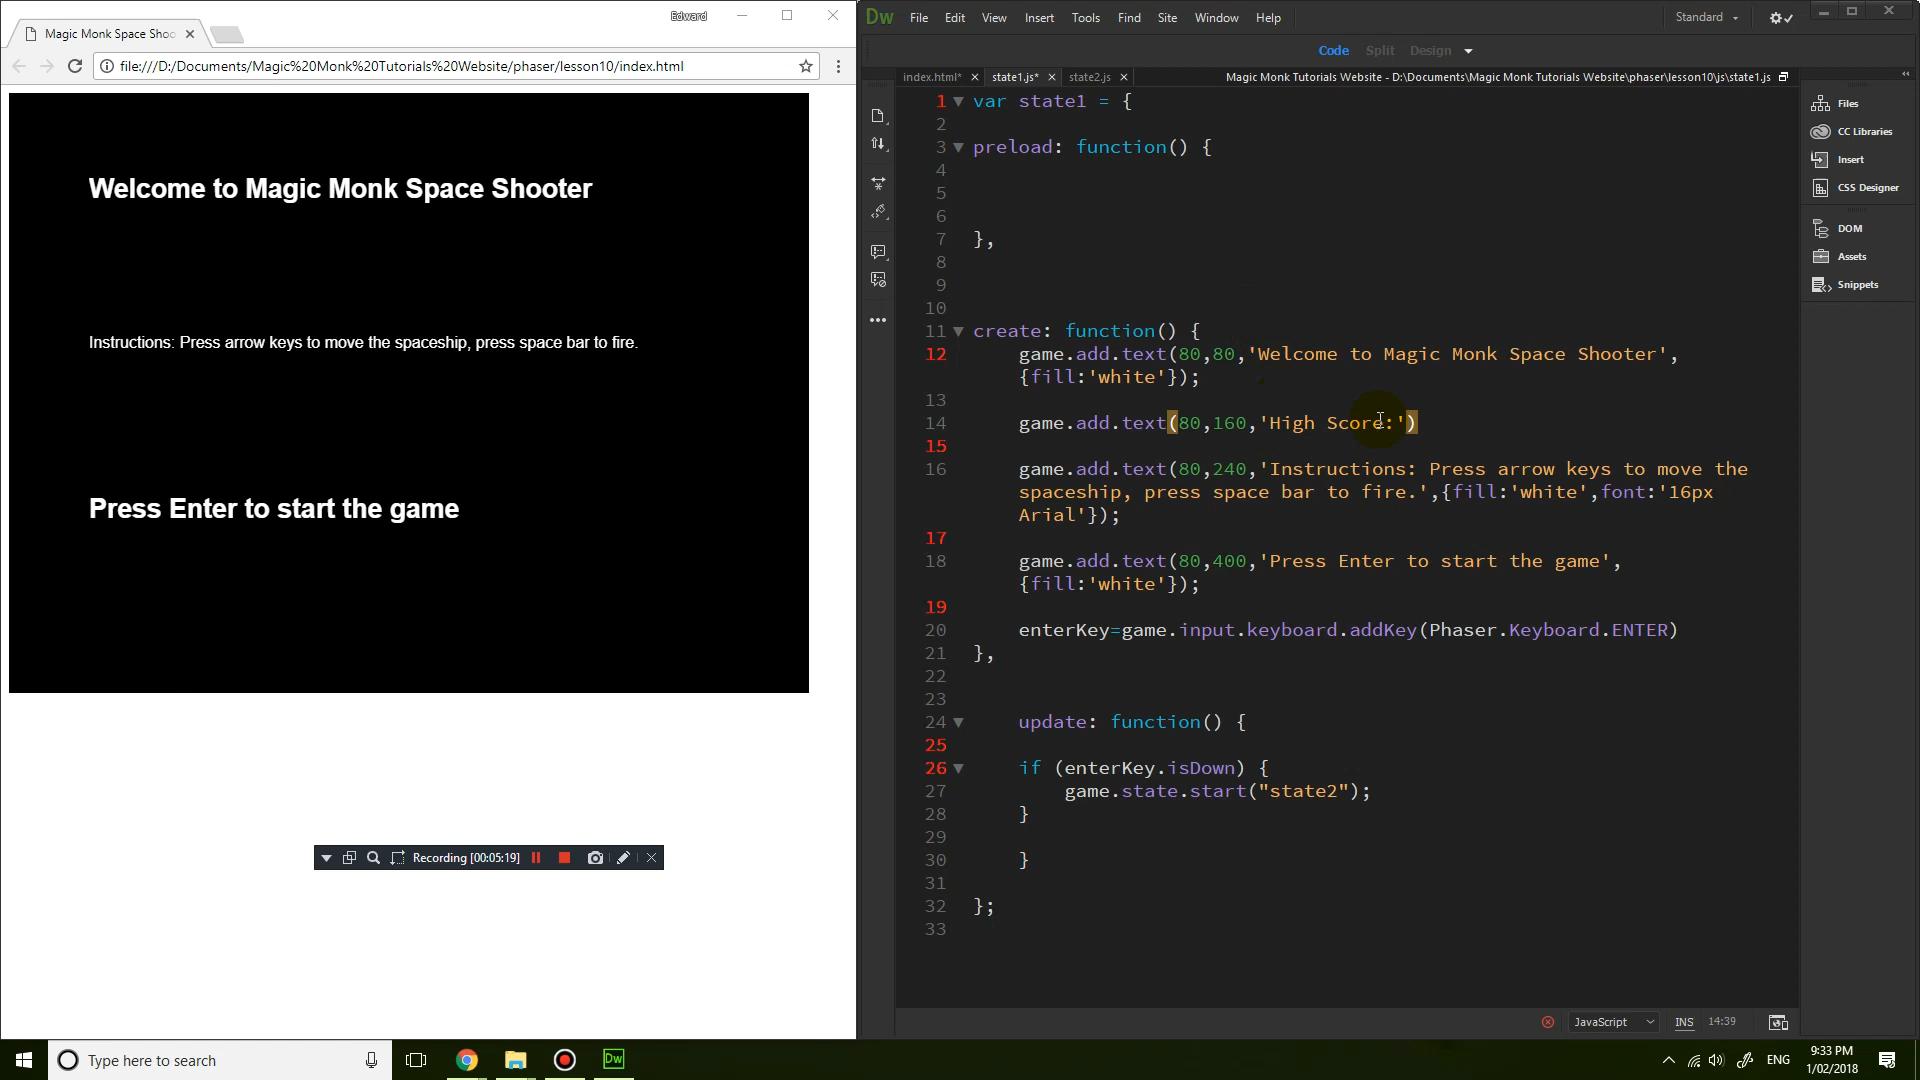 Edward
Magic Monk Space Shoo
file:///D:/Documents/Magic%20Monk%20Tutorials%20Website/phaser/lesson10/index.html
Welcome to Magic Monk Space Shooter
Instructions: Press arrow keys to move the spaceship, press space bar to fire.
Press Enter to start the game
Recording [00:05:19]
Dw File Edit View Insert Tools Find Site Window Help
Standard
Code Split Design
index.html* state1.js* state2.js
Magic Monk Tutorials Website - D:\Documents\Magic Monk Tutorials Website\phaser\lesson10\js\state1.js
1 var state1 = {
2
3 preload: function() {
4
5
6
7 },
8
9
10
11 create: function() {
12 game.add.text(80,80,'Welcome to Magic Monk Space Shooter',
{fill:'white'});
13
14 game.add.text(80,160,'High Score:')
15
16 game.add.text(80,240,'Instructions: Press arrow keys to move the
spaceship, press space bar to fire.',{fill:'white',font:'16px
Arial'});
17
18 game.add.text(80,400,'Press Enter to start the game',
{fill:'white'});
19
20 enterKey=game.input.keyboard.addKey(Phaser.Keyboard.ENTER)
21 },
22
23
24 update: function() {
25
26 if (enterKey.isDown) {
27 game.state.start("state2");
28 }
29
30 }
31
32 };
33
Files
CC Libraries
Insert
CSS Designer
DOM
Assets
Snippets
JavaScript INS 14:39
Type here to search
Dw
ENG
9:33 PM
1/02/2018